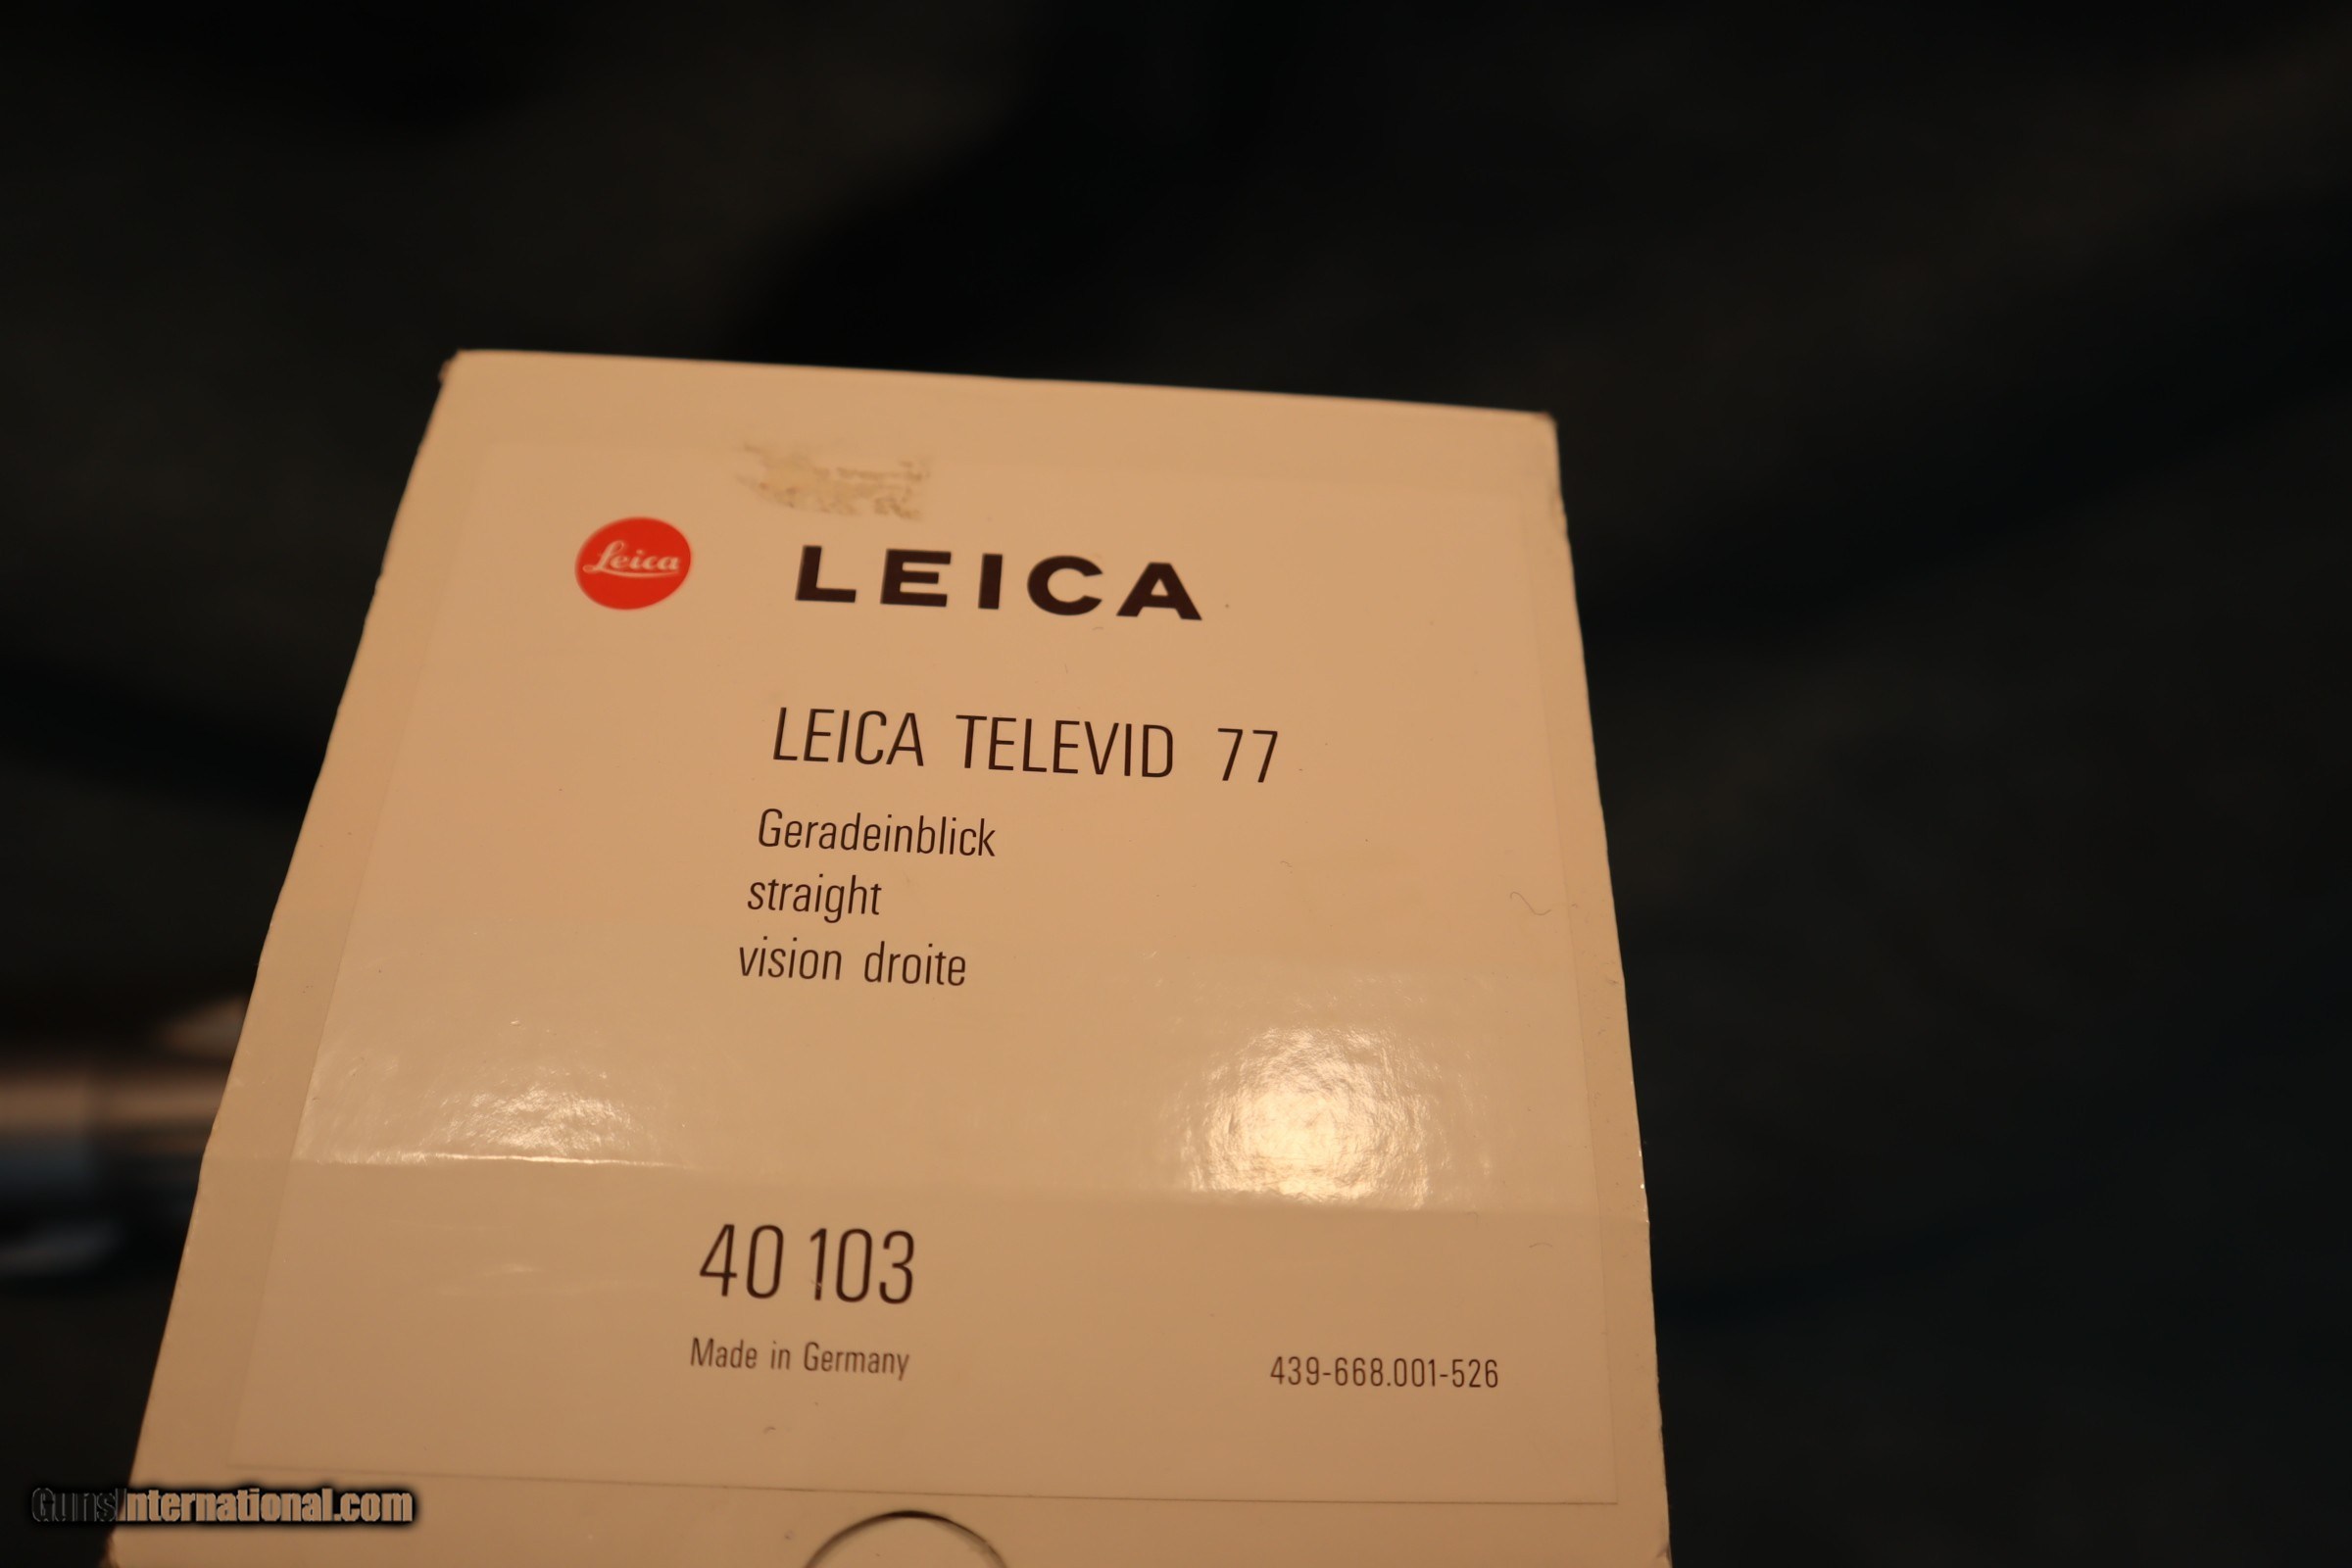 Leica
LEICA
LEICA TELEVID 77
Geradeinblick
straight
vision droite
40 103
Made in Germany
439-668.001-526
GunsInternational.com